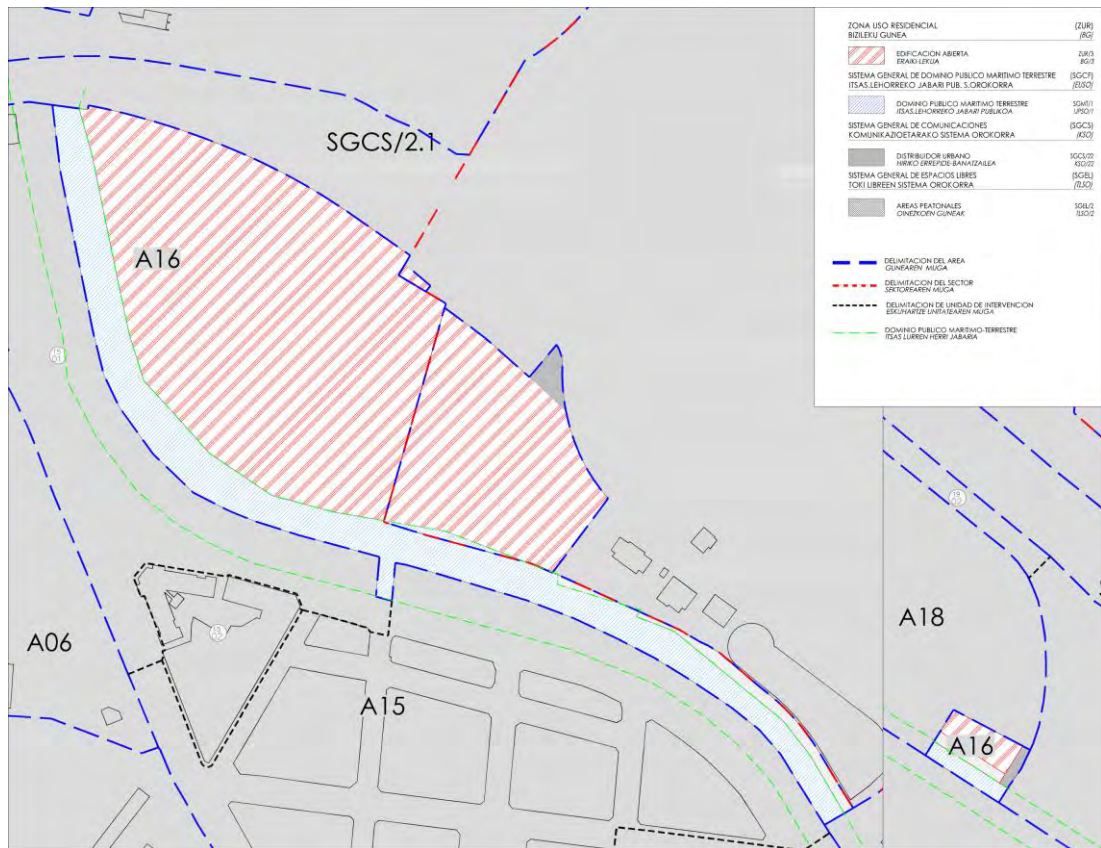 ZONA USO RESIDENCIAL (ZUR)
BIZILEKU GUNEA (BG)
EDIFICACION ABIERTA ZUR/3
ERAIKI-LEKUA BG/3
SISTEMA GENERAL DE DOMINIO PUBLICO MARITIMO TERRESTRE (SGCF)
ITSAS.LEHORREKO JABARI PUB. S.OROKORRA (EUSO)
DOMINIO PUBLICO MARITIMO TERRESTRE SGMT/1
ITSAS.LEHORREKO JABARI PUBLIKOA IJPSO/1
SISTEMA GENERAL DE COMUNICACIONES (SGCS)
KOMUNIKAZIOETARAKO SISTEMA OROKORRA (KSO)
DISTRIBUIDOR URBANO SGCS/22
HIRIKO ERREPIDE-BANATZAILEA KSO/22
SISTEMA GENERAL DE ESPACIOS LIBRES (SGEL)
TOKI LIBREEN SISTEMA OROKORRA (TLSO)
AREAS PEATONALES SGEL/2
OINEZKOEN GUNEAK TLSO/2
DELIMITACION DEL AREA
GUNEAREN MUGA
DELIMITACION DEL SECTOR
SEKTOREAREN MUGA
DELIMITACION DE UNIDAD DE INTERVENCION
ESKUHARTZE UNITATEAREN MUGA
DOMINIO PUBLICO MARITIMO-TERRESTRE
ITSAS LURREN HERRI JABARIA
SGCS/2.1
A16
A06
A15
A18
A16